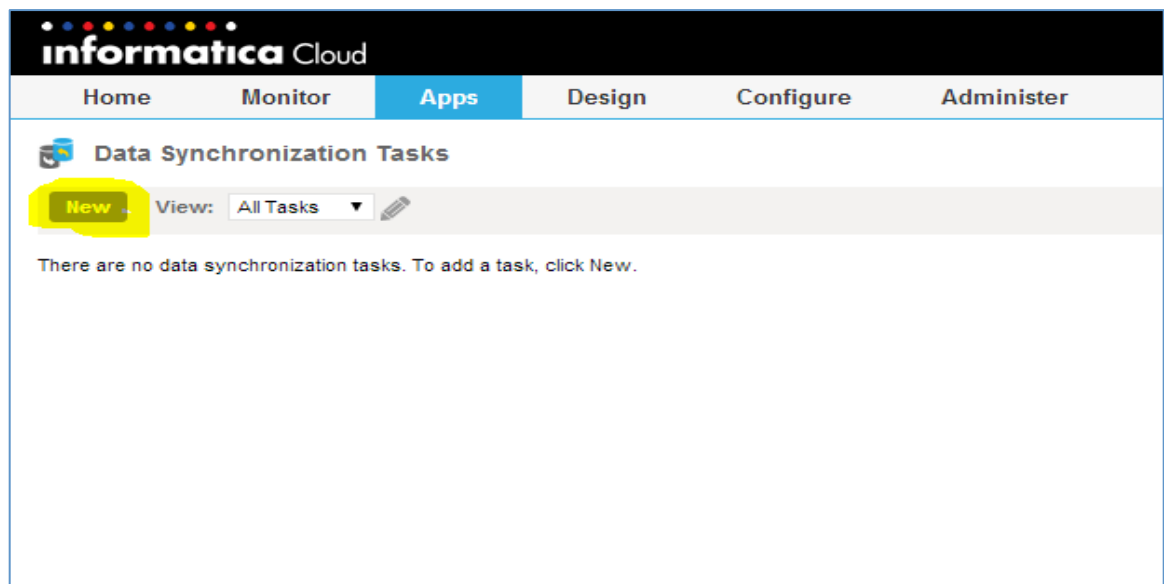 Informatica Cloud
Home Monitor Apps Design Configure Administer
Data Synchronization Tasks
New View: All Tasks
There are no data synchronization tasks. To add a task, click New.